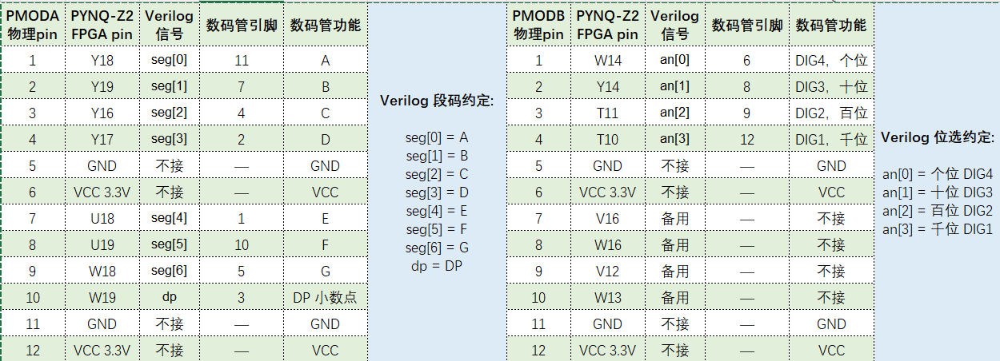 PMODA 物理pin PYNQ-Z2 FPGA pin Verilog 信号 数码管引脚 数码管功能
1 Y18 seg[0] 11 A
2 Y19 seg[1] 7 B
3 Y16 seg[2] 4 C
4 Y17 seg[3] 2 D
5 GND 不接 — GND
6 VCC 3.3V 不接 — VCC
7 U18 seg[4] 1 E
8 U19 seg[5] 10 F
9 W18 seg[6] 5 G
10 W19 dp 3 DP 小数点
11 GND 不接 — GND
12 VCC 3.3V 不接 — VCC
Verilog 段码约定:
seg[0] = A
seg[1] = B
seg[2] = C
seg[3] = D
seg[4] = E
seg[5] = F
seg[6] = G
dp = DP
PMODB 物理pin PYNQ-Z2 FPGA pin Verilog 信号 数码管引脚 数码管功能
1 W14 an[0] 6 DIG4，个位
2 Y14 an[1] 8 DIG3，十位
3 T11 an[2] 9 DIG2，百位
4 T10 an[3] 12 DIG1，千位
5 GND 不接 — GND
6 VCC 3.3V 不接 — VCC
7 V16 备用 — 不接
8 W16 备用 — 不接
9 V12 备用 — 不接
10 W13 备用 — 不接
11 GND 不接 — GND
12 VCC 3.3V 不接 — VCC
Verilog 位选约定:
an[0] = 个位 DIG4
an[1] = 十位 DIG3
an[2] = 百位 DIG2
an[3] = 千位 DIG1